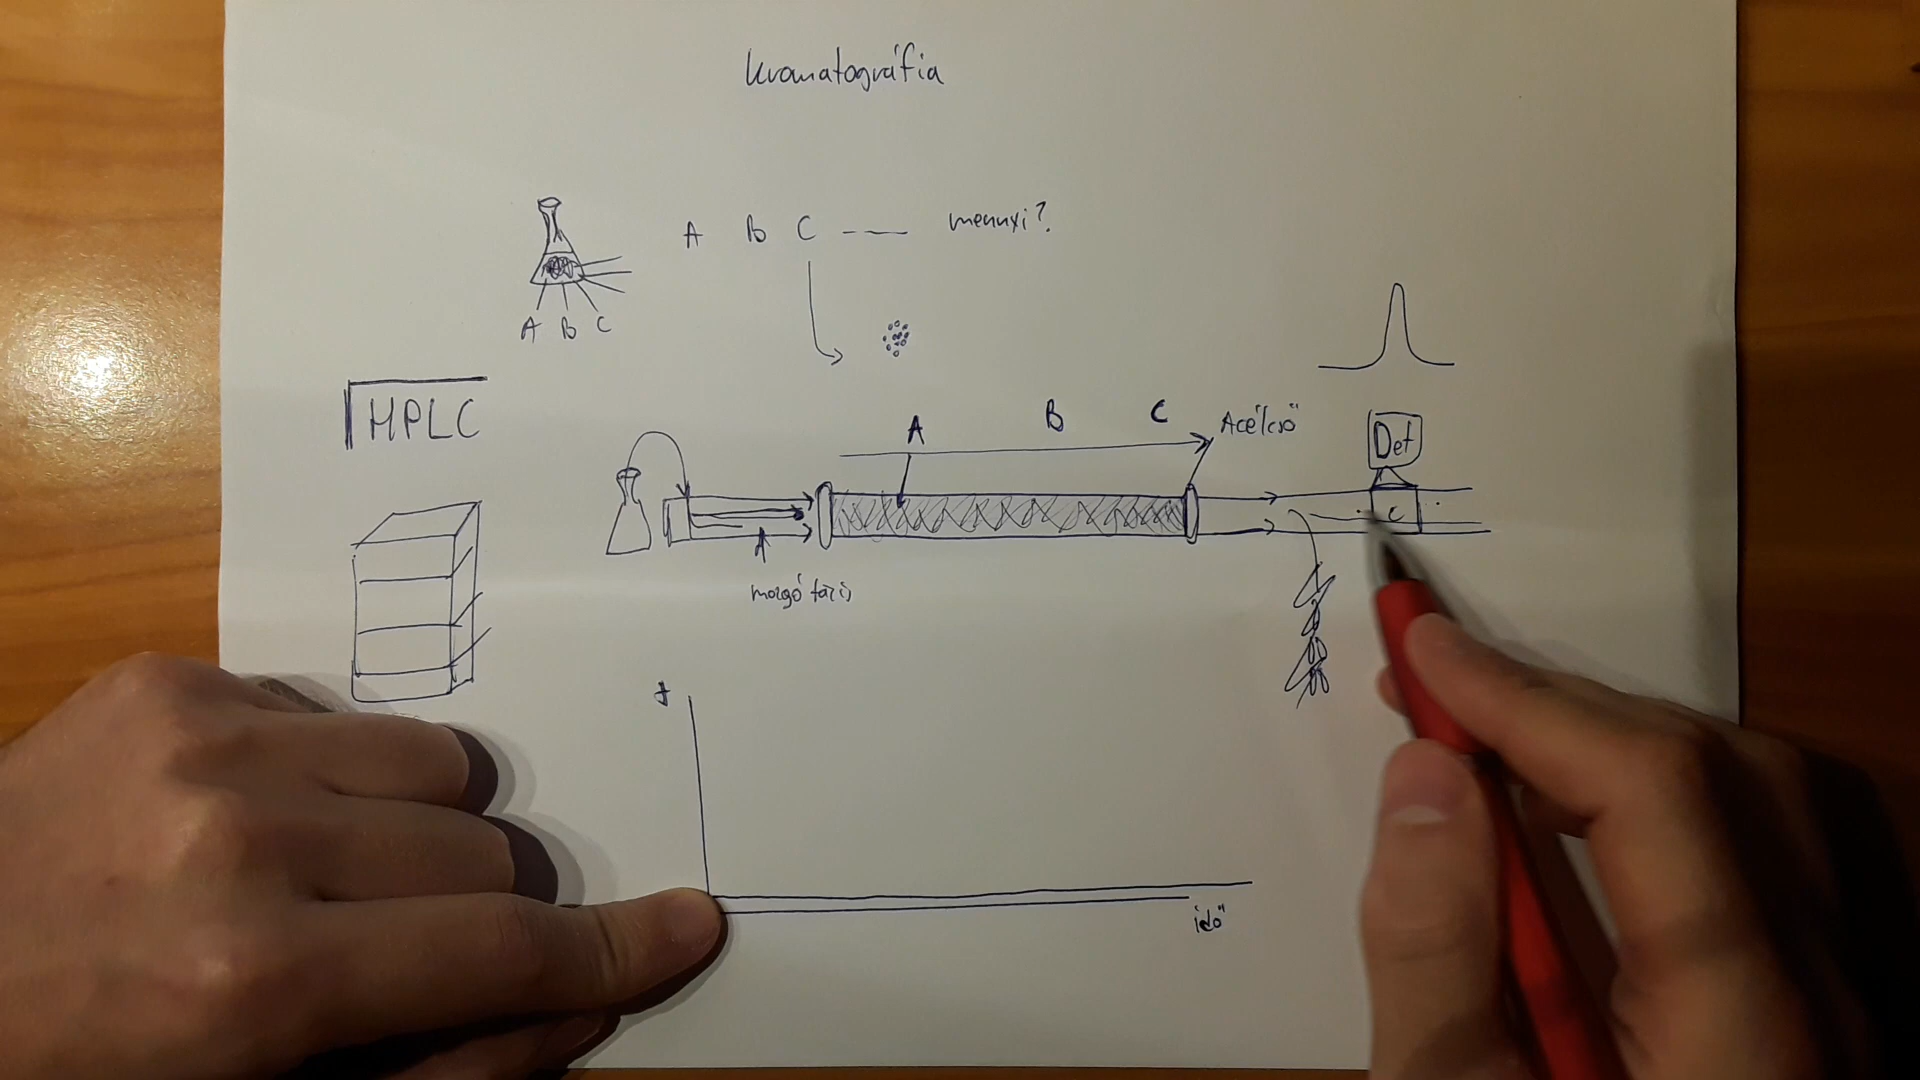 Kromatográfia
A B C — — mennyi?
A B C
HPLC
A B C Acélcső
Det
C
A
mozgó fázis
idő